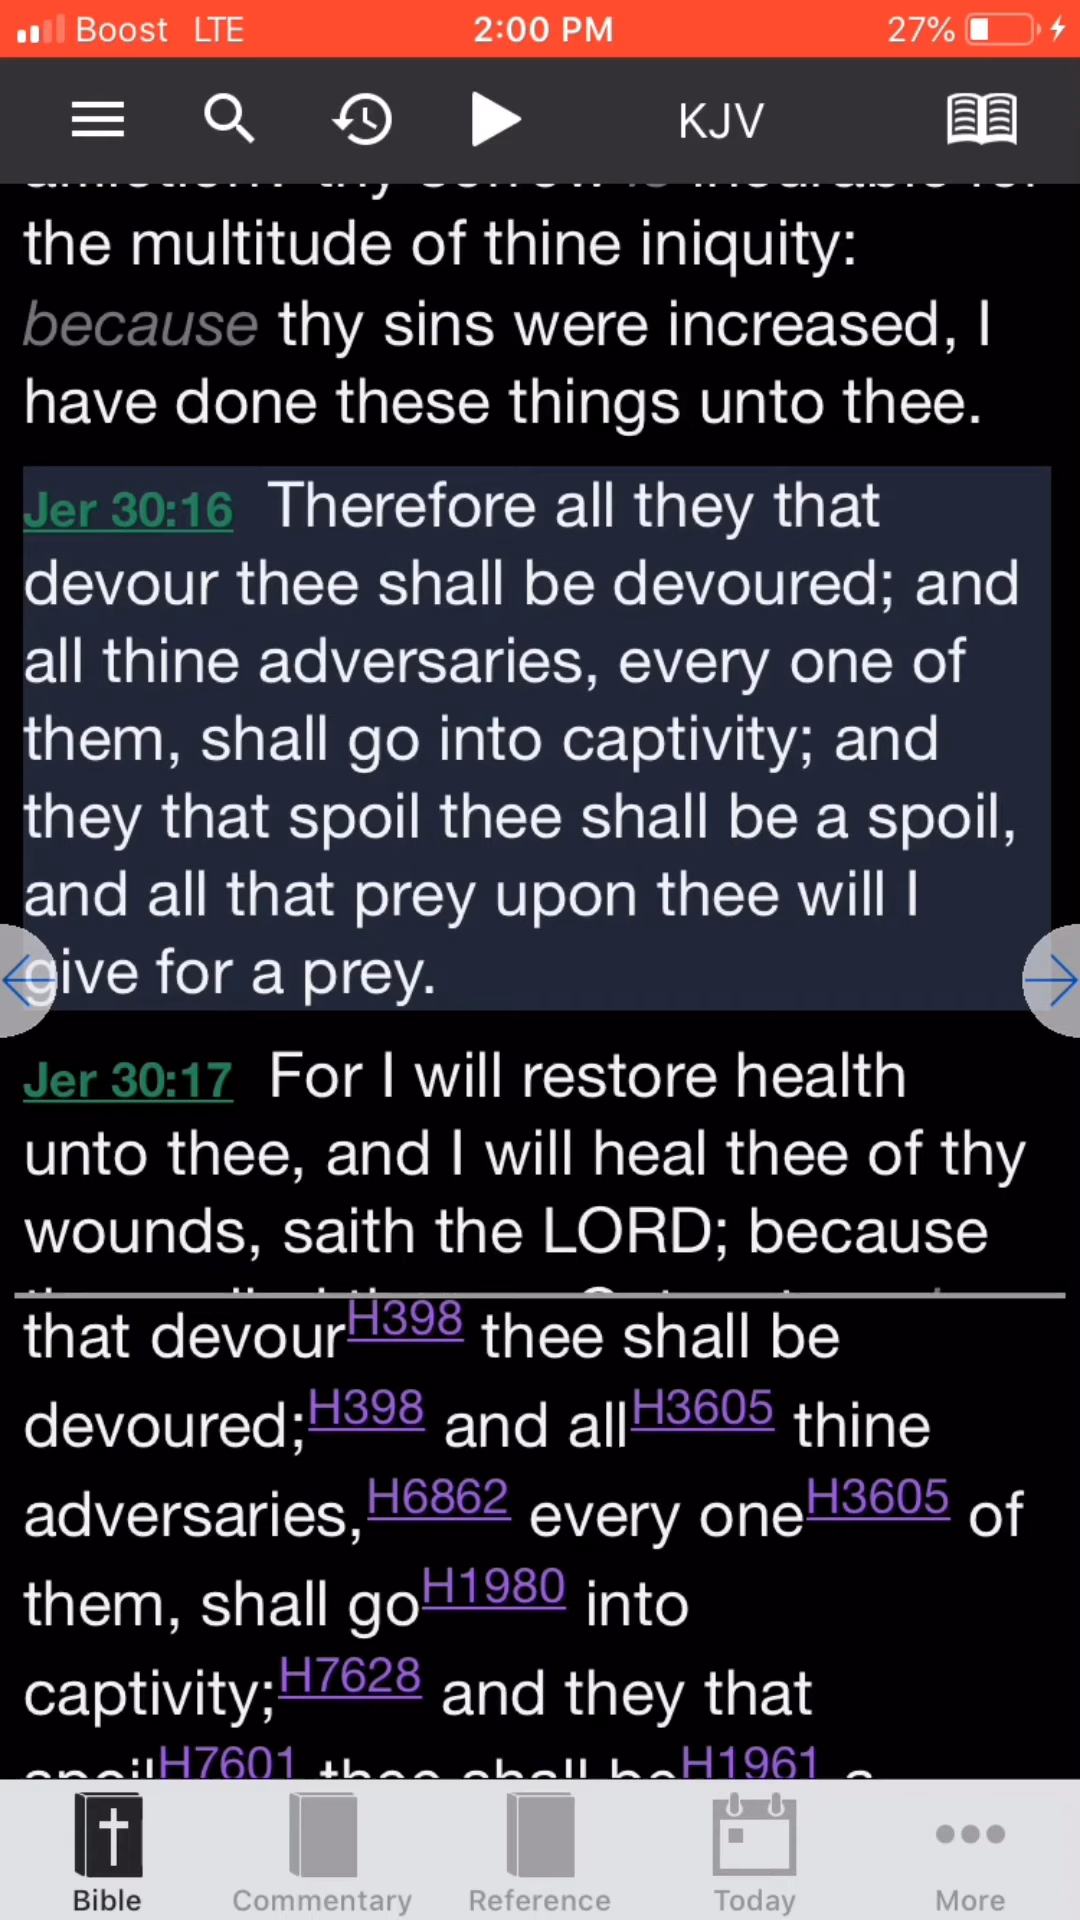 Boost LTE 2:00 PM 27%
KJV
the multitude of thine iniquity:
because thy sins were increased, I
have done these things unto thee.
Jer 30:16 Therefore all they that
devour thee shall be devoured; and
all thine adversaries, every one of
them, shall go into captivity; and
they that spoil thee shall be a spoil,
and all that prey upon thee will I
give for a prey.
Jer 30:17 For I will restore health
unto thee, and I will heal thee of thy
wounds, saith the LORD; because
that devourH398 thee shall be
devoured;H398 and allH3605 thine
adversaries,H6862 every oneH3605 of
them, shall goH1980 into
captivity;H7628 and they that
spoilH7601 thee shall beH1961 a
Bible Commentary Reference Today More